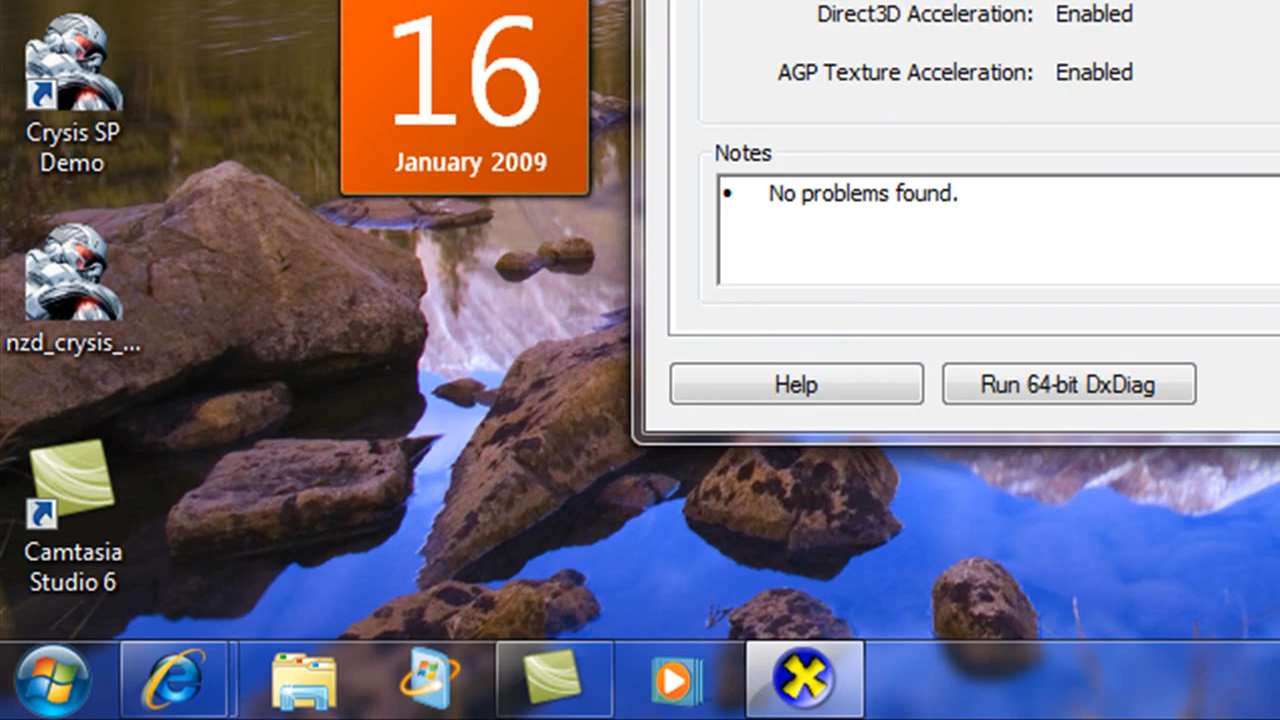 Crysis SP
Demo
nzd_crysis_...
Camtasia
Studio 6
16
January 2009
Direct3D Acceleration: Enabled
AGP Texture Acceleration: Enabled
Notes
• No problems found.
Help
Run 64-bit DxDiag